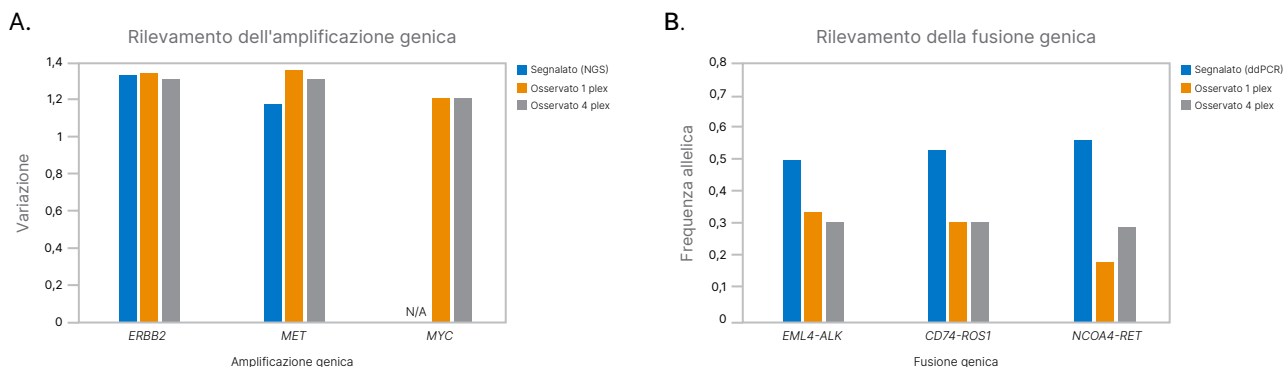 A.
Rilevamento dell'amplificazione genica
1,4
1,2
1
0,8
0,6
0,4
0,2
0
Variazione
N/A
ERBB2
MET
MYC
Amplificazione genica
Segnalato (NGS)
Osservato 1 plex
Osservato 4 plex
B.
Rilevamento della fusione genica
0,8
0,7
0,6
0,5
0,4
0,3
0,2
0,1
0
Frequenza allelica
EML4-ALK
CD74-ROS1
NCOA4-RET
Fusione genica
Segnalato (ddPCR)
Osservato 1 plex
Osservato 4 plex